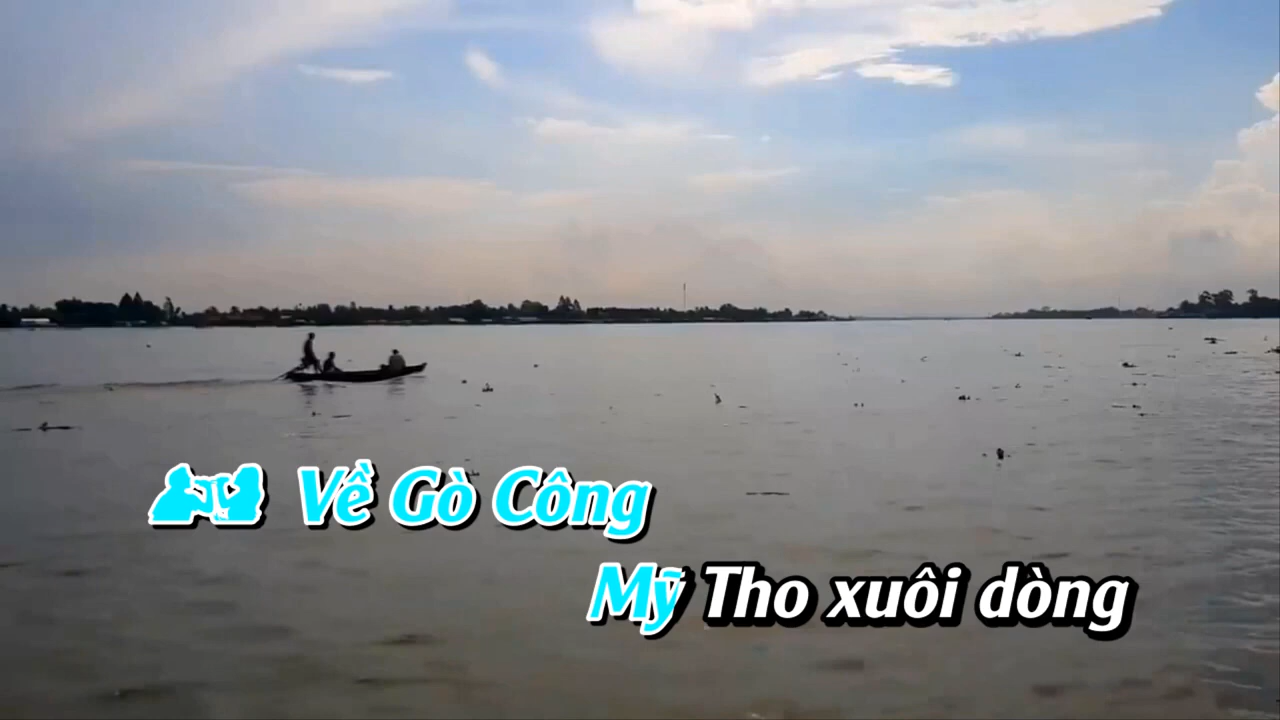 Về Gò Công
Mỹ Tho xuôi dòng